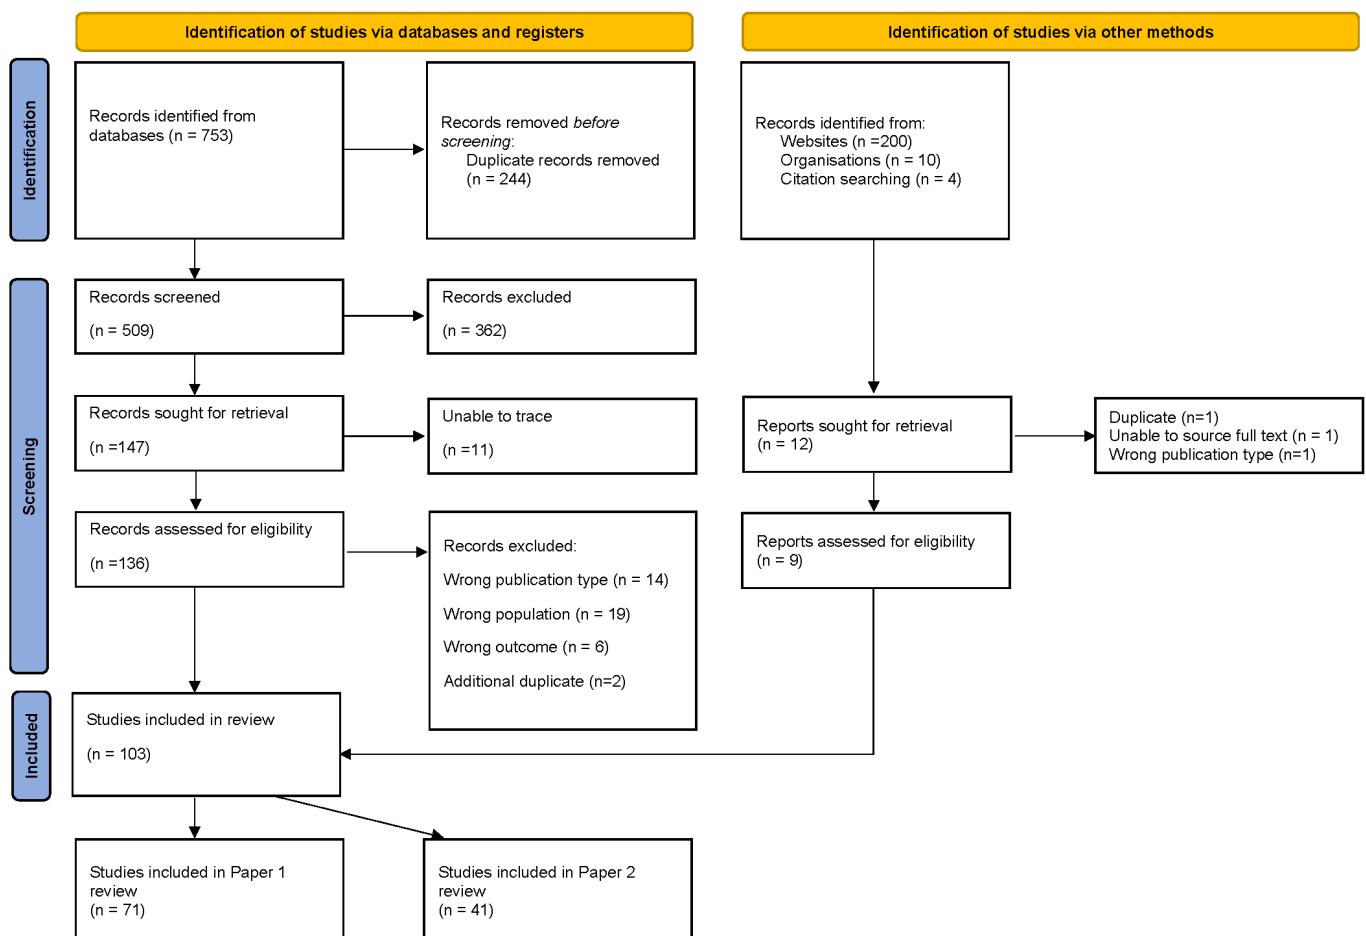 Identification of studies via databases and registers
Identification of studies via other methods
Identification
Records identified from
databases (n = 753)
Records removed before
screening:
Duplicate records removed
(n = 244)
Records identified from:
Websites (n =200)
Organisations (n = 10)
Citation searching (n = 4)
Screening
Records screened
(n = 509)
Records excluded
(n = 362)
Records sought for retrieval
(n =147)
Unable to trace
(n =11)
Reports sought for retrieval
(n = 12)
Duplicate (n=1)
Unable to source full text (n = 1)
Wrong publication type (n=1)
Records assessed for eligibility
(n =136)
Records excluded:
Wrong publication type (n = 14)
Wrong population (n = 19)
Wrong outcome (n = 6)
Additional duplicate (n=2)
Reports assessed for eligibility
(n = 9)
Included
Studies included in review
(n = 103)
Studies included in Paper 1
review
(n = 71)
Studies included in Paper 2
review
(n = 41)